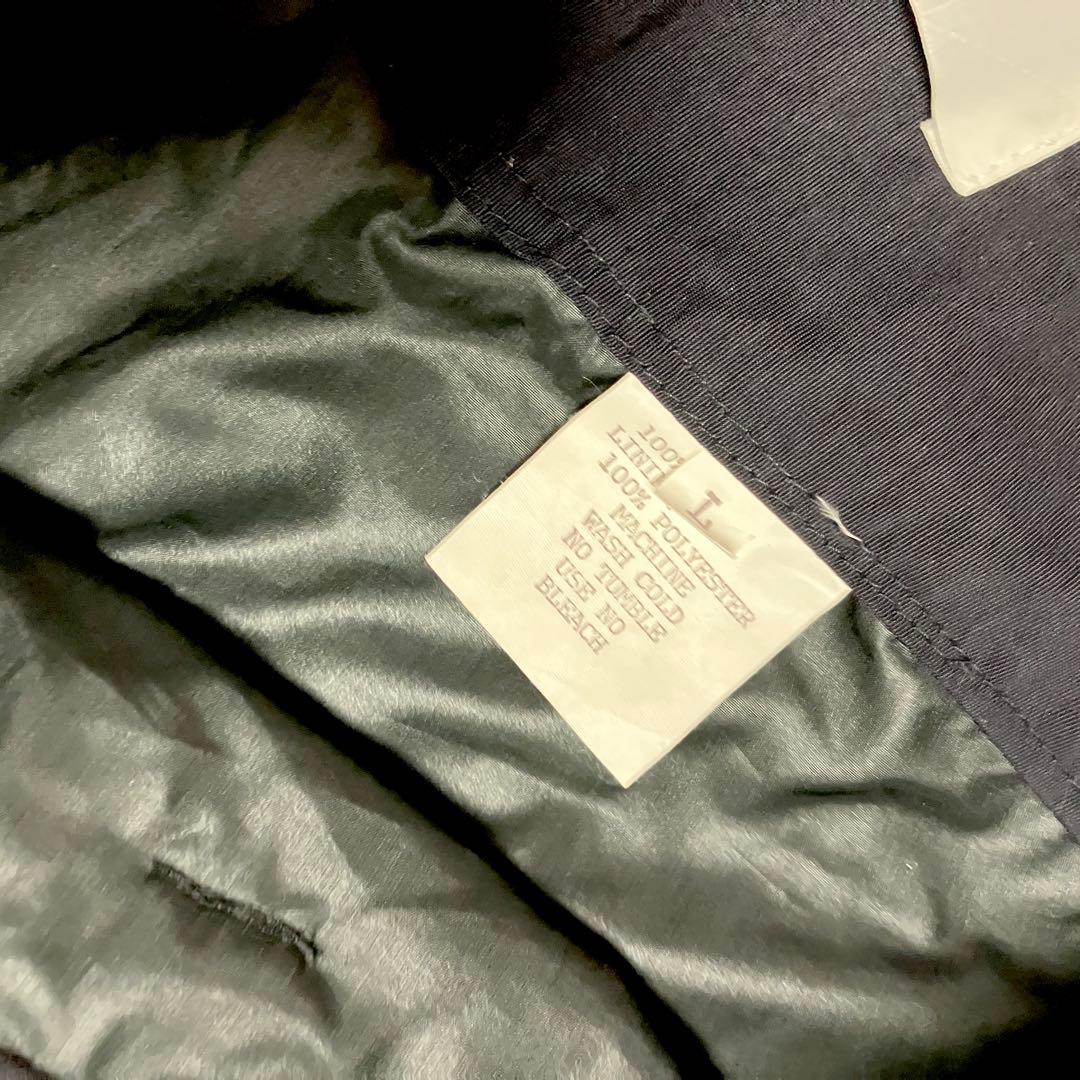 100%
L
100% POLYESTER
MACHINE
WASH COLD
NO TUMBLE
USE NO
BLEACH